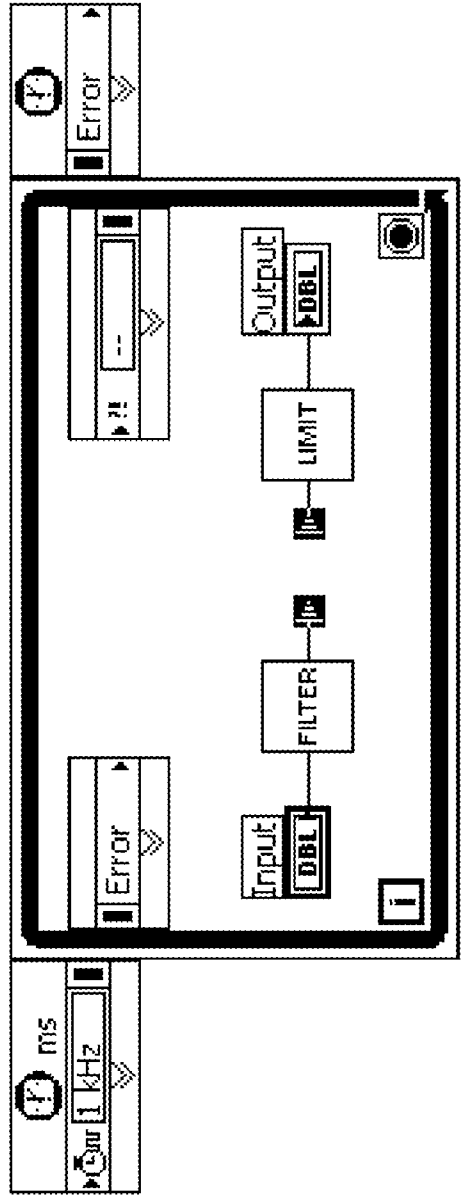 ms
1 kHz
Error
?!
--
Error
Input
DBL
FILTER
LIMIT
Output
DBL
i